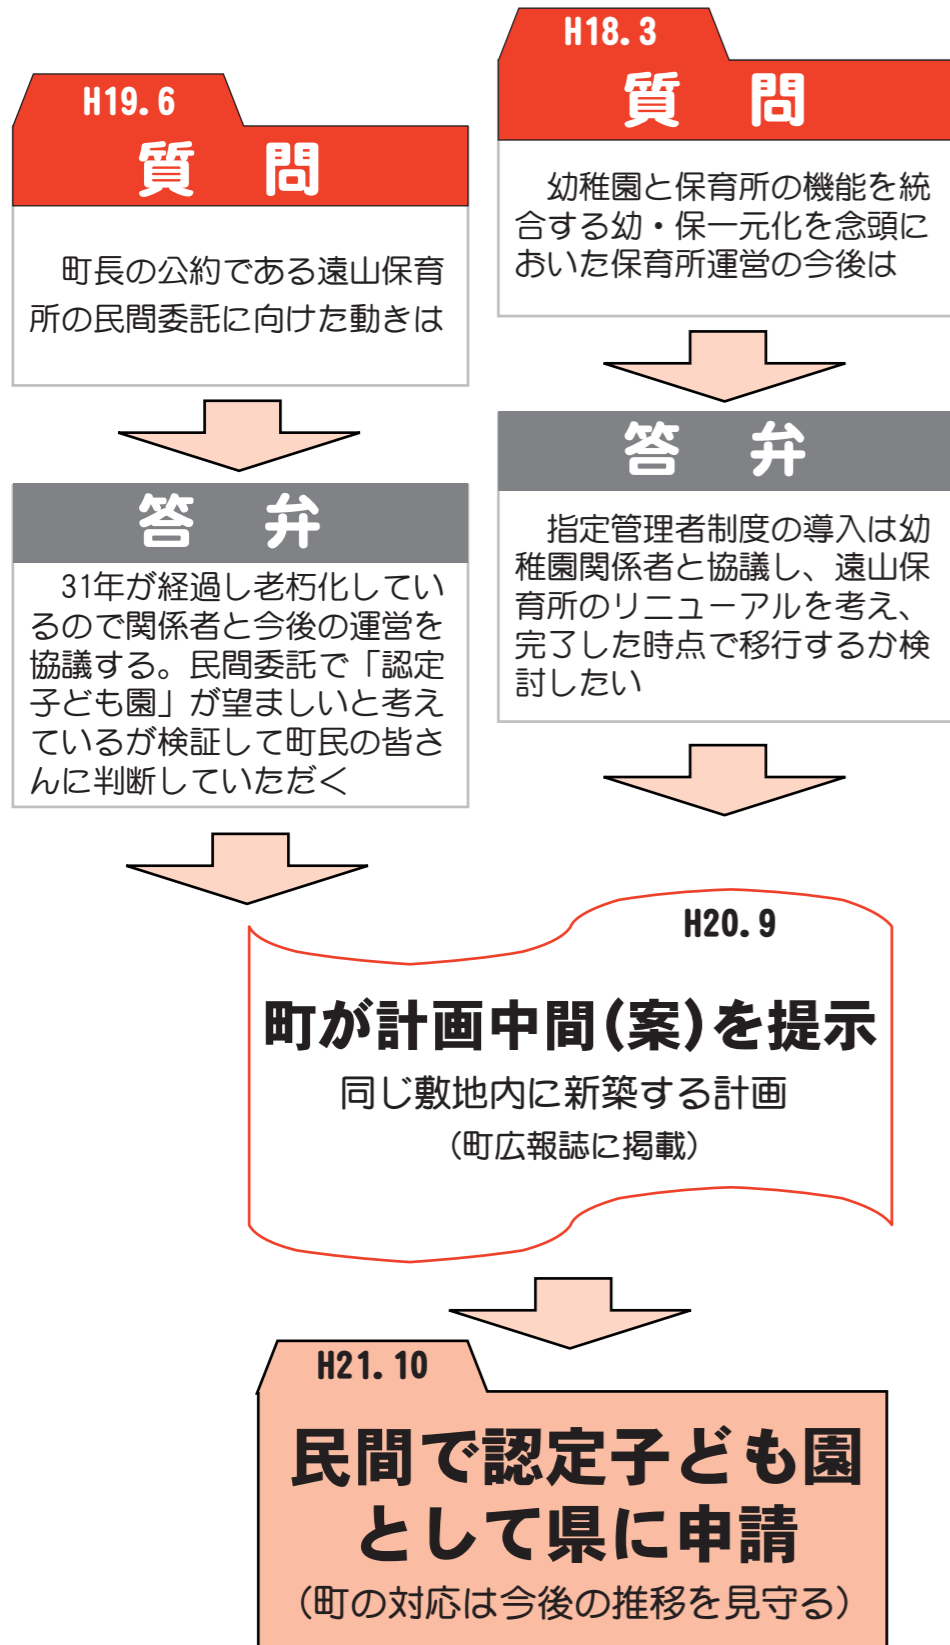 H18.3
質問
幼稚園と保育所の機能を統
合する幼・保一元化を念頭に
おいた保育所運営の今後は
答弁
指定管理者制度の導入は幼
稚園関係者と協議し、遠山保
育所のリニューアルを考え、
完了した時点で移行するか検
討したい
H19.6
質問
町長の公約である遠山保育
所の民間委託に向けた動きは
答弁
31年が経過し老朽化してい
るので関係者と今後の運営を
協議する。民間委託で「認定
子ども園」が望ましいと考え
ているが検証して町民の皆さ
んに判断していただく
H20.9
町が計画中間(案)を提示
同じ敷地内に新築する計画
(町広報誌に掲載)
H21.10
民間で認定子ども園
として県に申請
(町の対応は今後の推移を見守る)